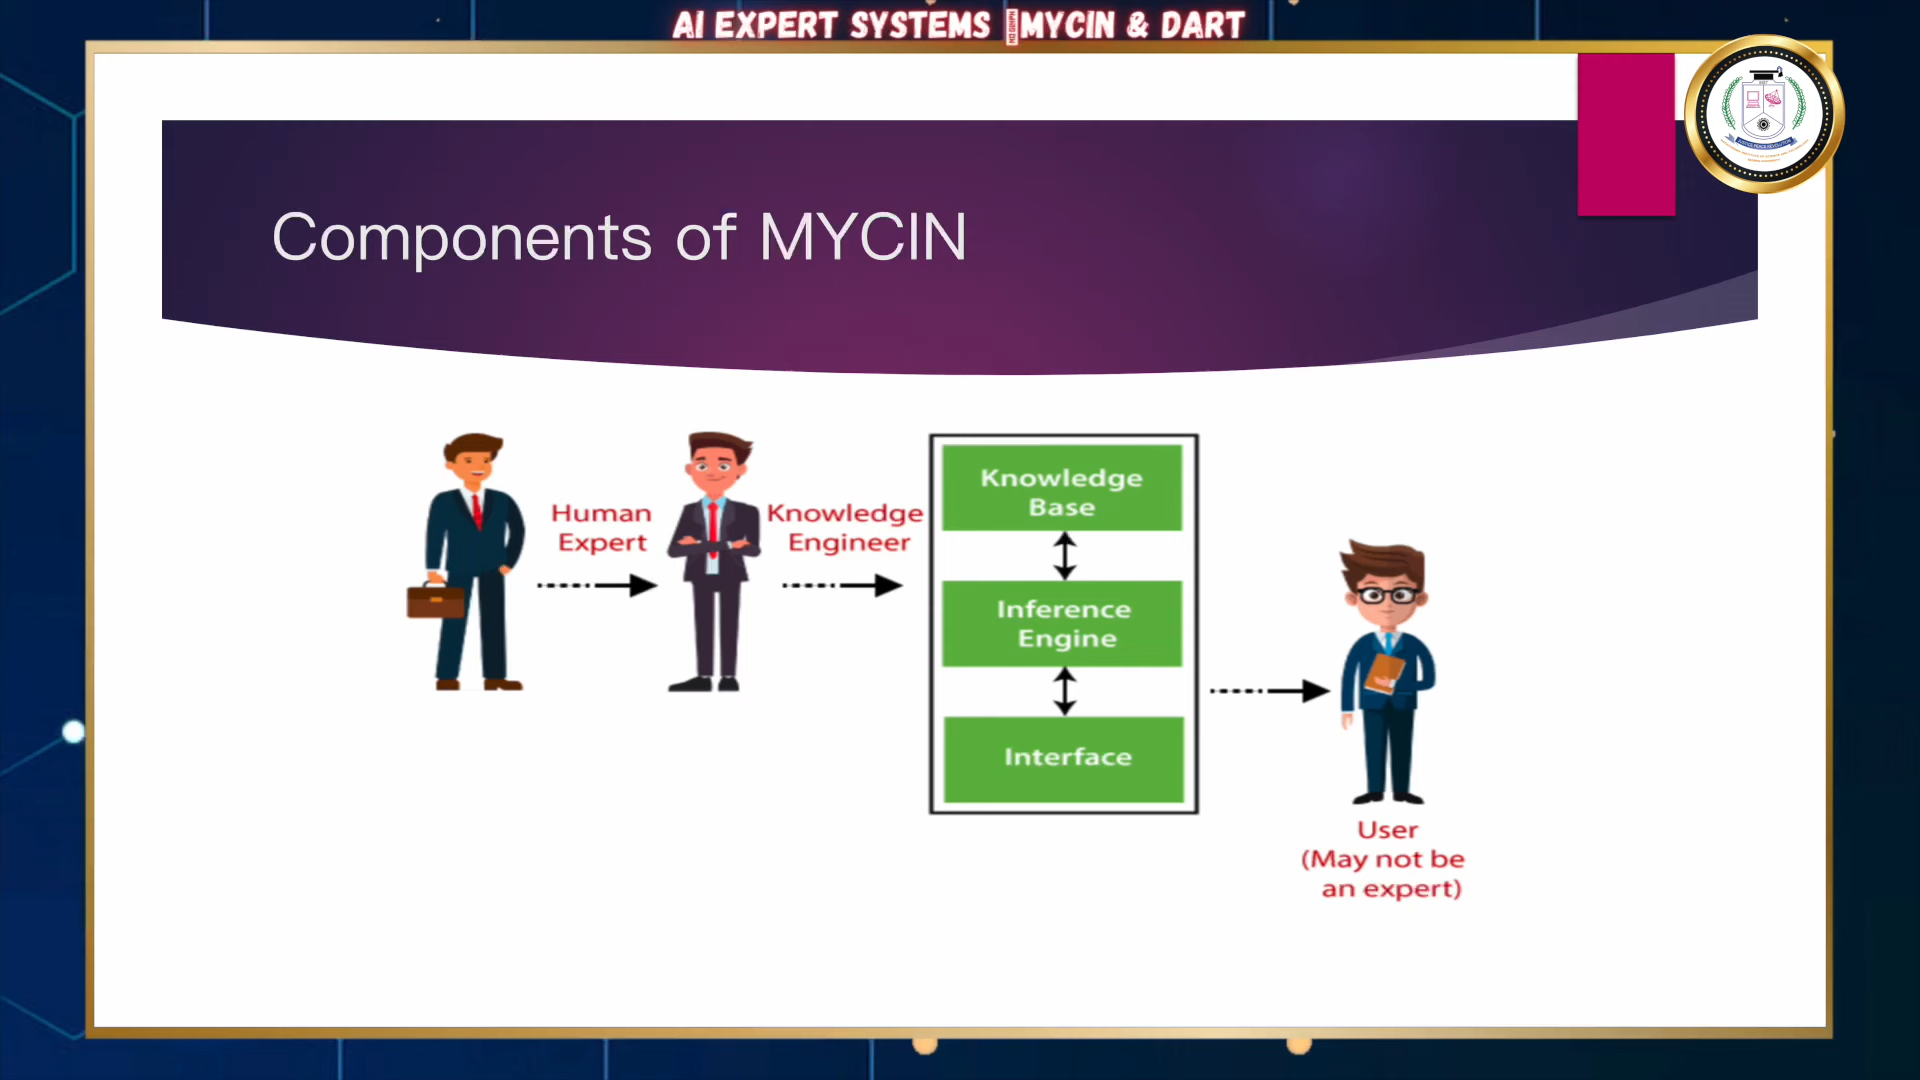 AI EXPERT SYSTEMS MYCIN & DART
Components of MYCIN
Human
Expert
Knowledge
Engineer
Knowledge
Base
Inference
Engine
Interface
User
(May not be
an expert)